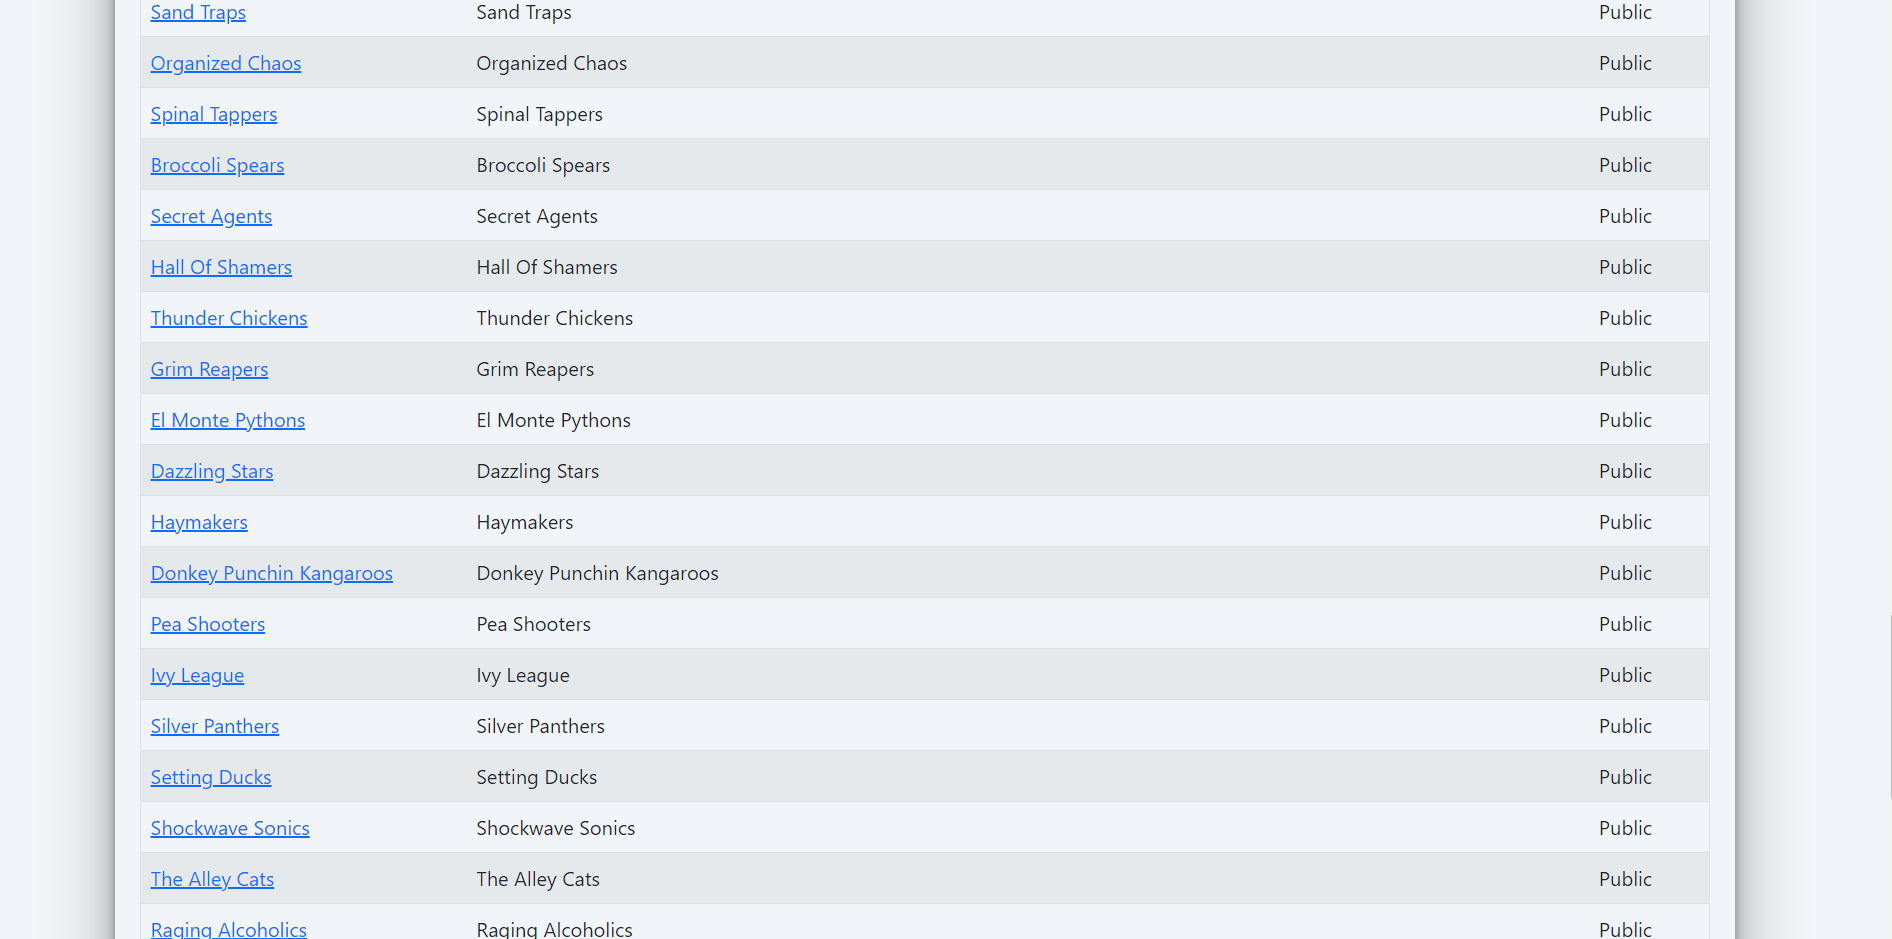 Sand Traps Sand Traps Public
Organized Chaos Organized Chaos Public
Spinal Tappers Spinal Tappers Public
Broccoli Spears Broccoli Spears Public
Secret Agents Secret Agents Public
Hall Of Shamers Hall Of Shamers Public
Thunder Chickens Thunder Chickens Public
Grim Reapers Grim Reapers Public
El Monte Pythons El Monte Pythons Public
Dazzling Stars Dazzling Stars Public
Haymakers Haymakers Public
Donkey Punchin Kangaroos Donkey Punchin Kangaroos Public
Pea Shooters Pea Shooters Public
Ivy League Ivy League Public
Silver Panthers Silver Panthers Public
Setting Ducks Setting Ducks Public
Shockwave Sonics Shockwave Sonics Public
The Alley Cats The Alley Cats Public
Raging Alcoholics Raging Alcoholics Public